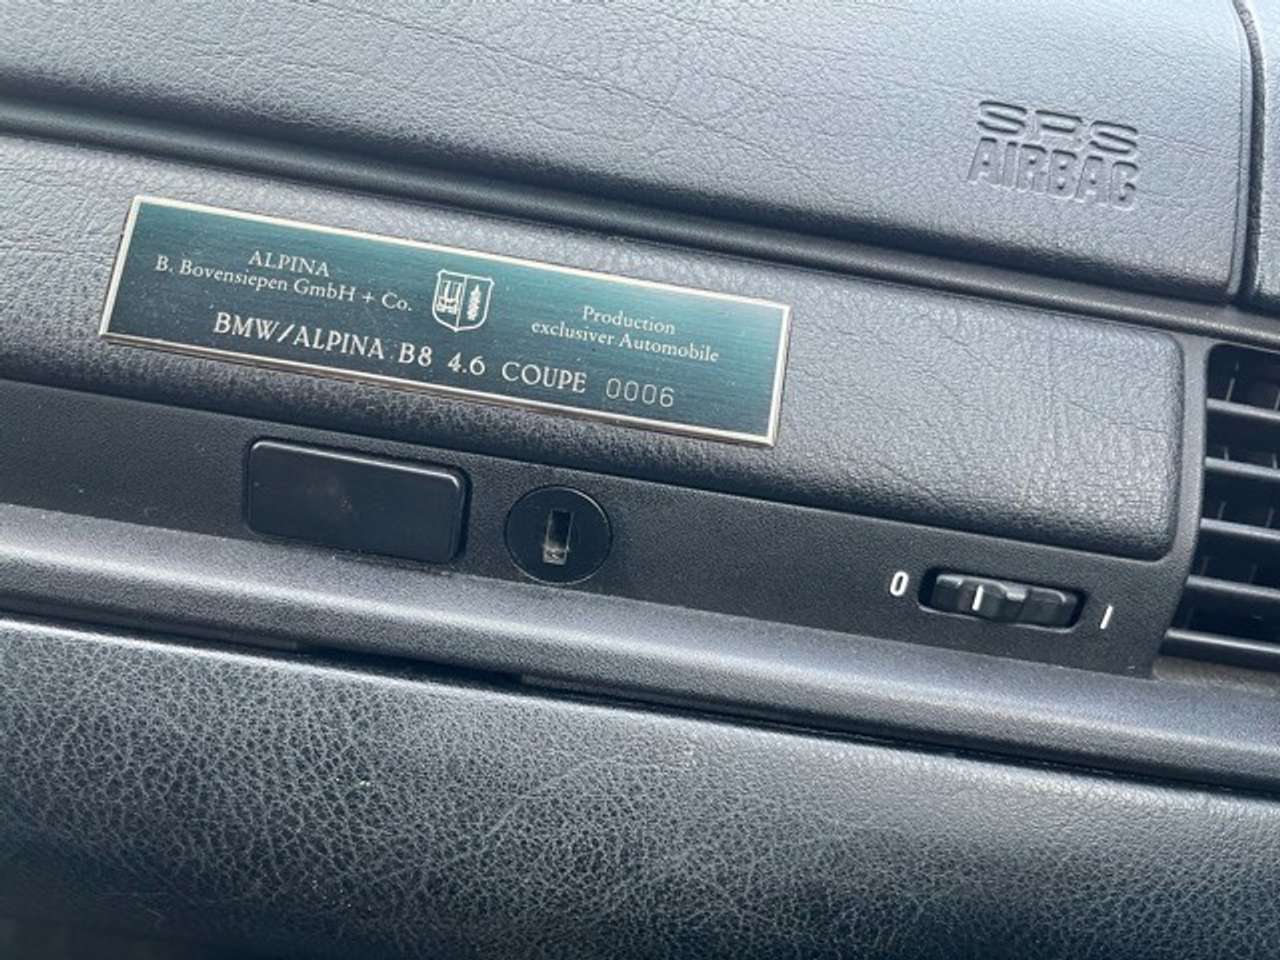 SRS
AIRBAG
ALPINA
B. Bovensiepen GmbH + Co.
Production
exclusiver Automobile
BMW/ALPINA B8 4.6 COUPE 0006
0 I